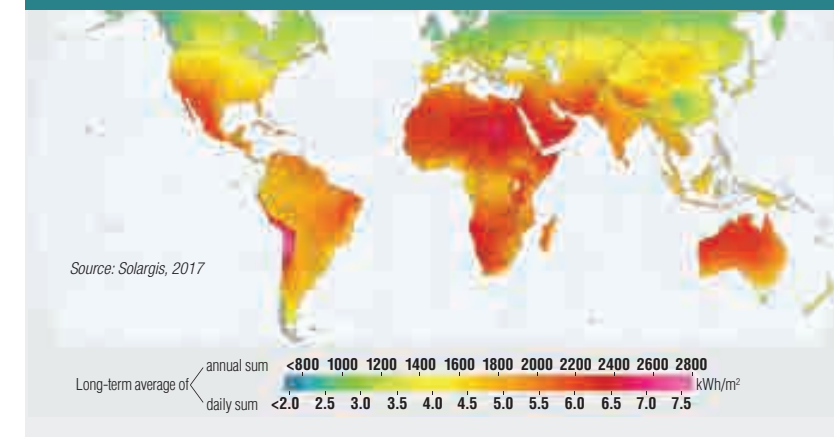 Source: Solargis, 2017
annual sum <800 1000 1200 1400 1600 1800 2000 2200 2400 2600 2800
Long-term average of kWh/m²
daily sum <2.0 2.5 3.0 3.5 4.0 4.5 5.0 5.5 6.0 6.5 7.0 7.5